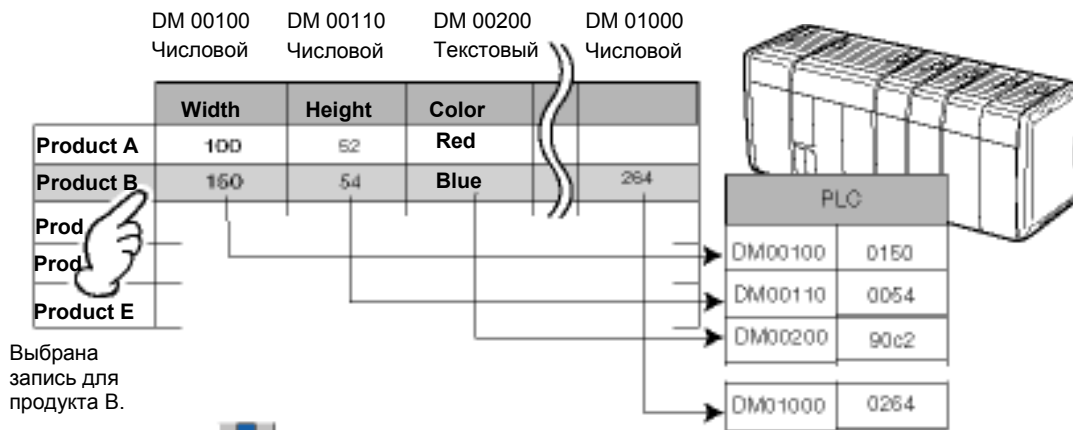 DM 00100 DM 00110 DM 00200 DM 01000
Числовой Числовой Текстовый Числовой
Width Height Color
Product A 100 52 Red
Product B 150 54 Blue 264
Prod
Prod
Product E
Выбрана
запись для
продукта В.
PLC
DM00100 0150
DM00110 0054
DM00200 90c2
DM01000 0264